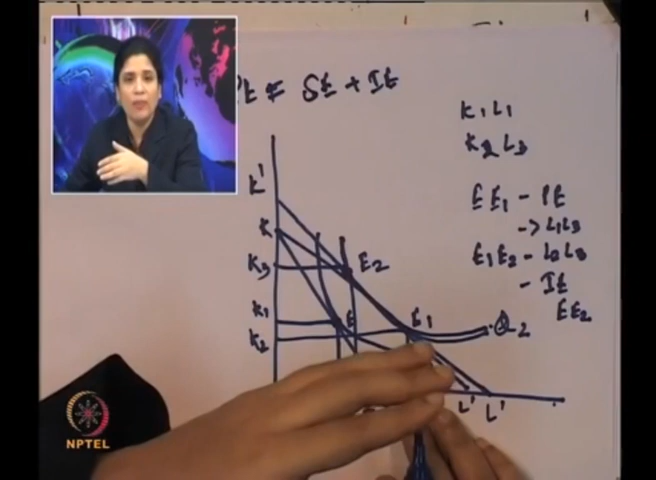 PE = SE + IE
K1L1
K2L3
EE1 - PE
-> L1L3
E1E2 - L2L3
- IE
EE2
K'
K
K3
E2
K1
E
E1
Q2
K2
L' L'
NPTEL